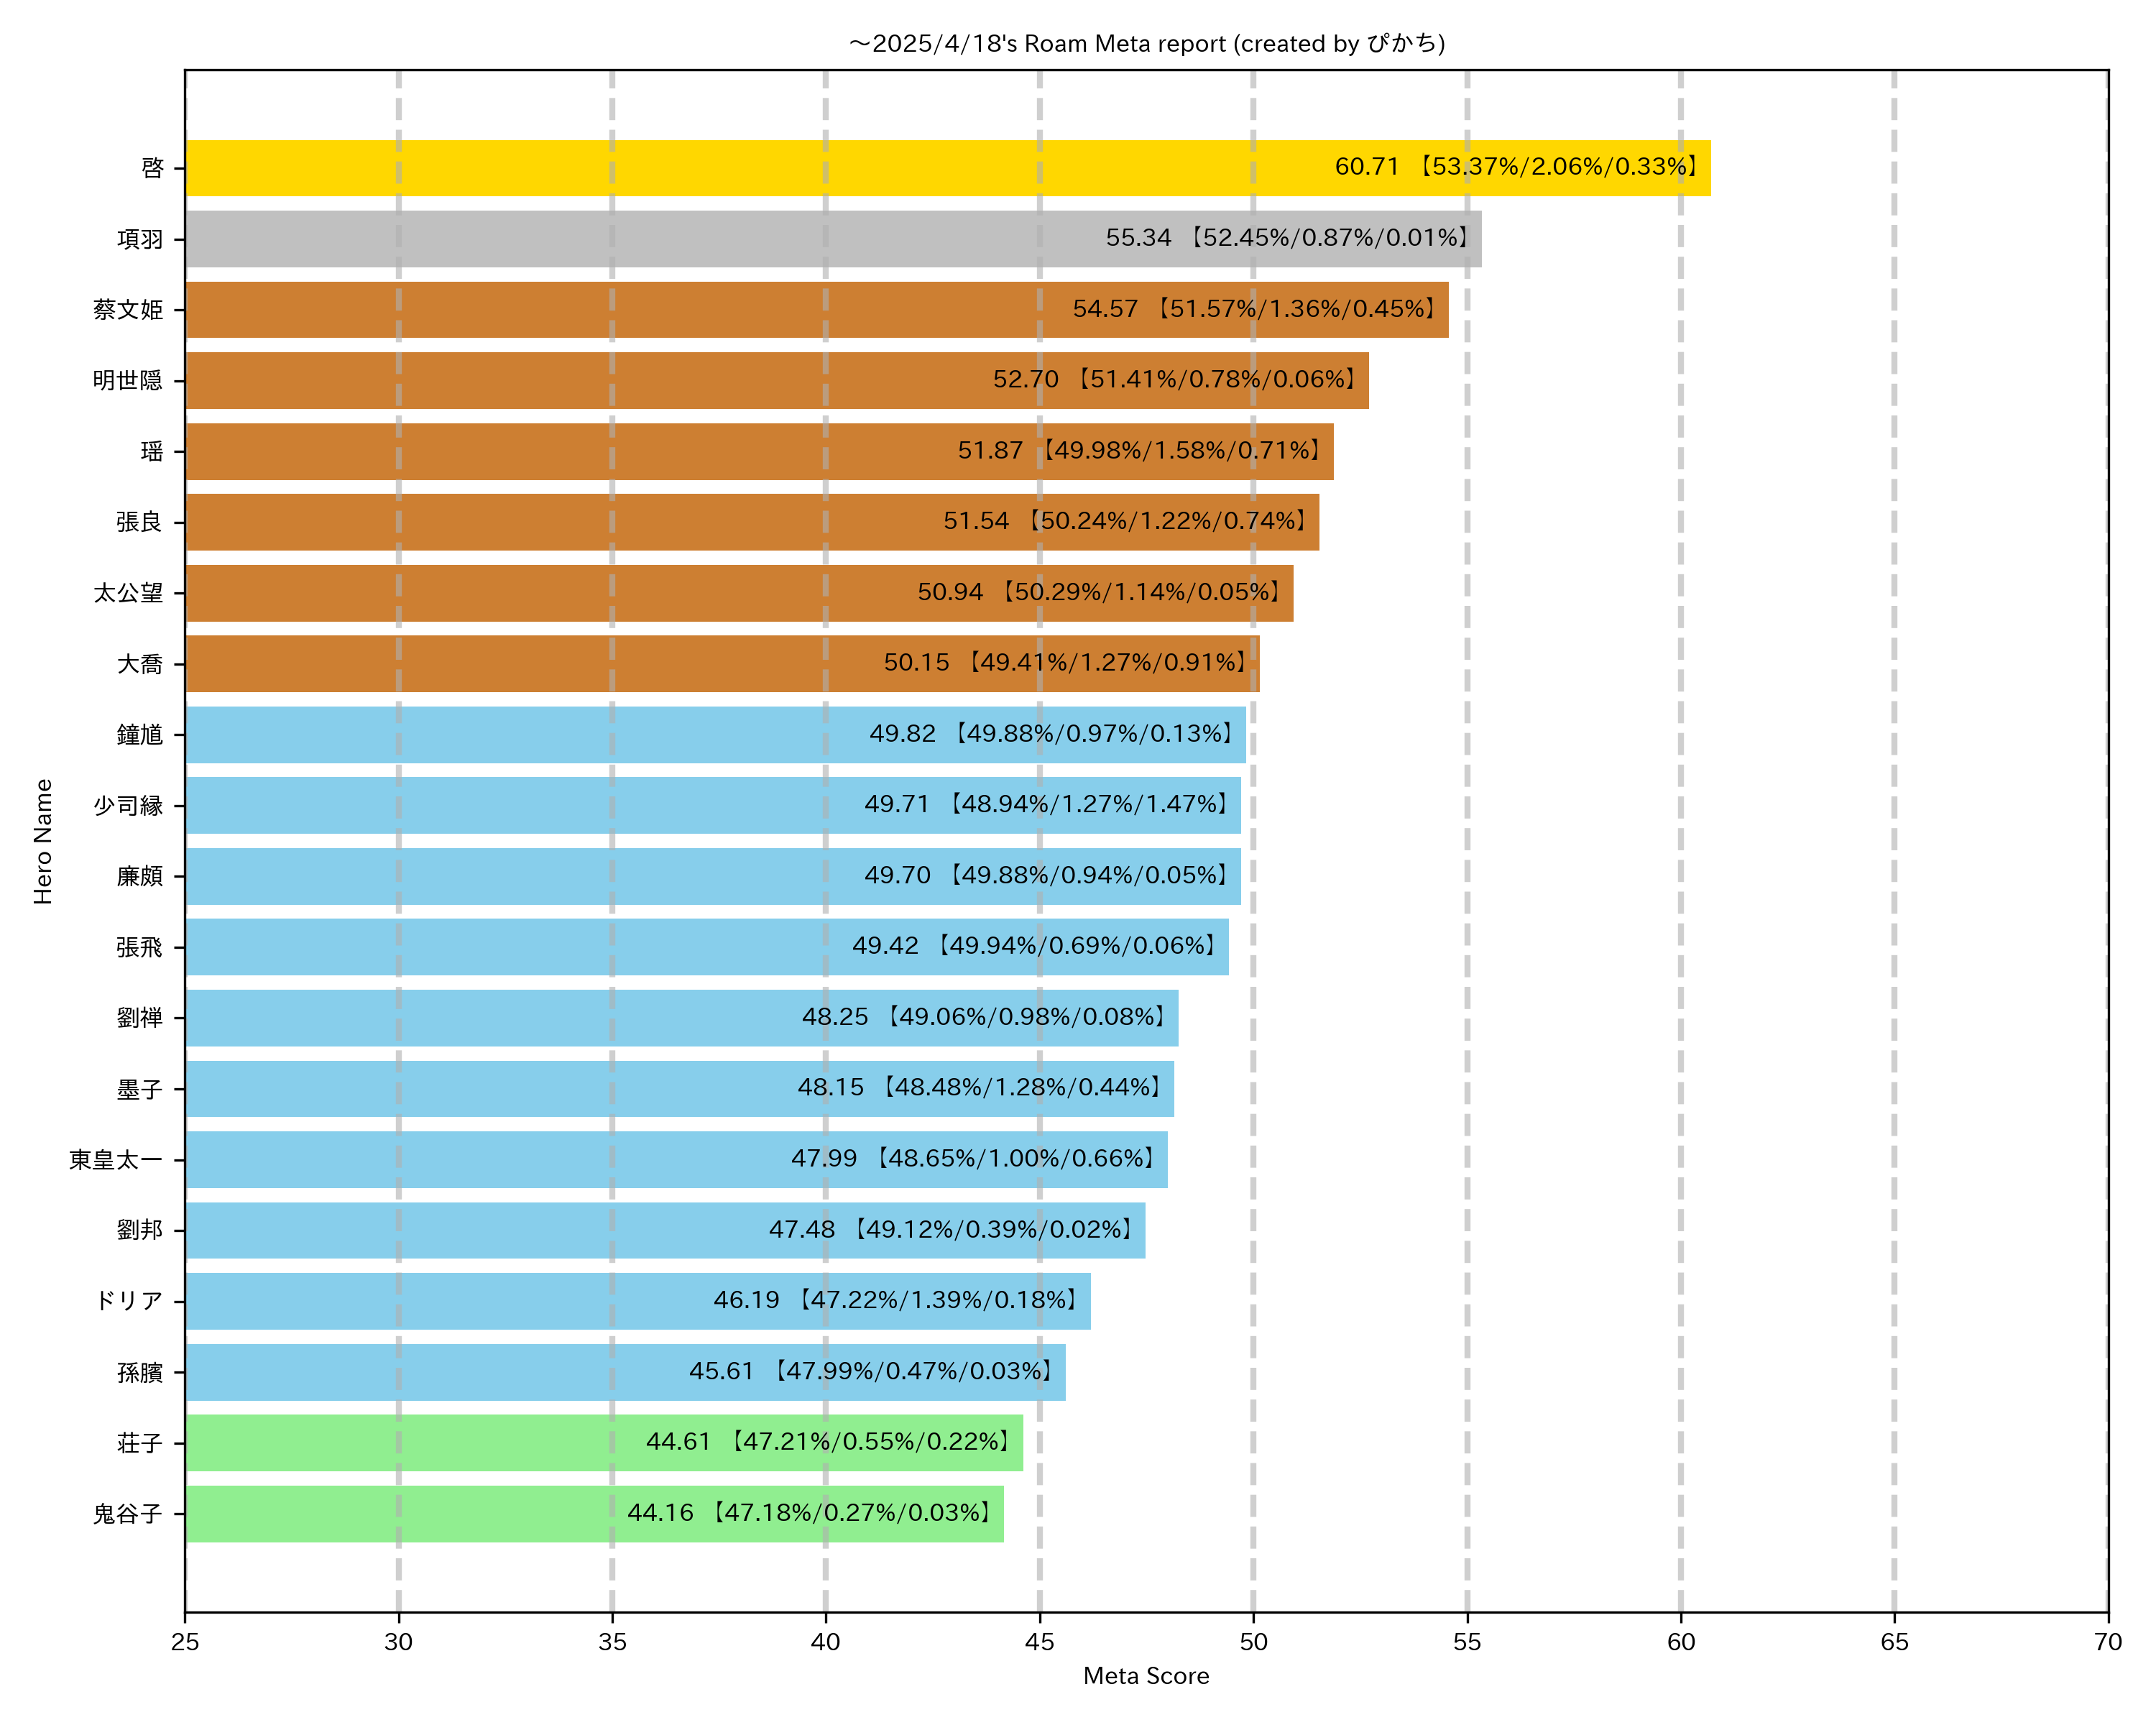 ～2025/4/18's Roam Meta report (created by ぴかち)
啓 60.71 【53.37%/2.06%/0.33%】
項羽 55.34 【52.45%/0.87%/0.01%】
蔡文姫 54.57 【51.57%/1.36%/0.45%】
明世隠 52.70 【51.41%/0.78%/0.06%】
瑶 51.87 【49.98%/1.58%/0.71%】
張良 51.54 【50.24%/1.22%/0.74%】
太公望 50.94 【50.29%/1.14%/0.05%】
大喬 50.15 【49.41%/1.27%/0.91%】
鐘馗 49.82 【49.88%/0.97%/0.13%】
少司縁 49.71 【48.94%/1.27%/1.47%】
廉頗 49.70 【49.88%/0.94%/0.05%】
張飛 49.42 【49.94%/0.69%/0.06%】
劉禅 48.25 【49.06%/0.98%/0.08%】
墨子 48.15 【48.48%/1.28%/0.44%】
東皇太一 47.99 【48.65%/1.00%/0.66%】
劉邦 47.48 【49.12%/0.39%/0.02%】
ドリア 46.19 【47.22%/1.39%/0.18%】
孫臏 45.61 【47.99%/0.47%/0.03%】
荘子 44.61 【47.21%/0.55%/0.22%】
鬼谷子 44.16 【47.18%/0.27%/0.03%】
Hero Name
25 30 35 40 45 50 55 60 65 70
Meta Score